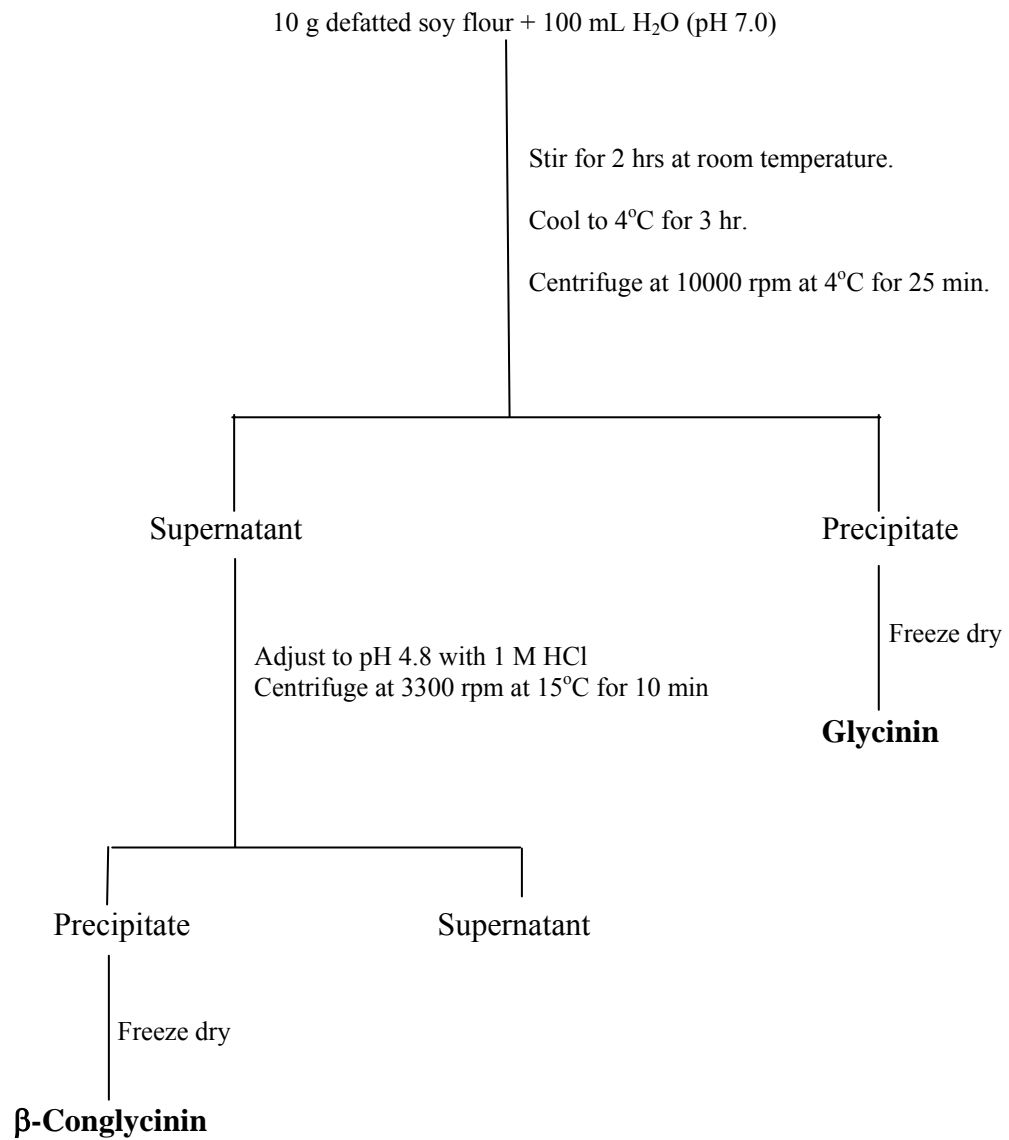 10 g defatted soy flour + 100 mL H₂O (pH 7.0)
Stir for 2 hrs at room temperature.
Cool to 4°C for 3 hr.
Centrifuge at 10000 rpm at 4°C for 25 min.
Supernatant
Precipitate
Freeze dry
Adjust to pH 4.8 with 1 M HCl
Centrifuge at 3300 rpm at 15°C for 10 min
Glycinin
Precipitate
Supernatant
Freeze dry
β-Conglycinin